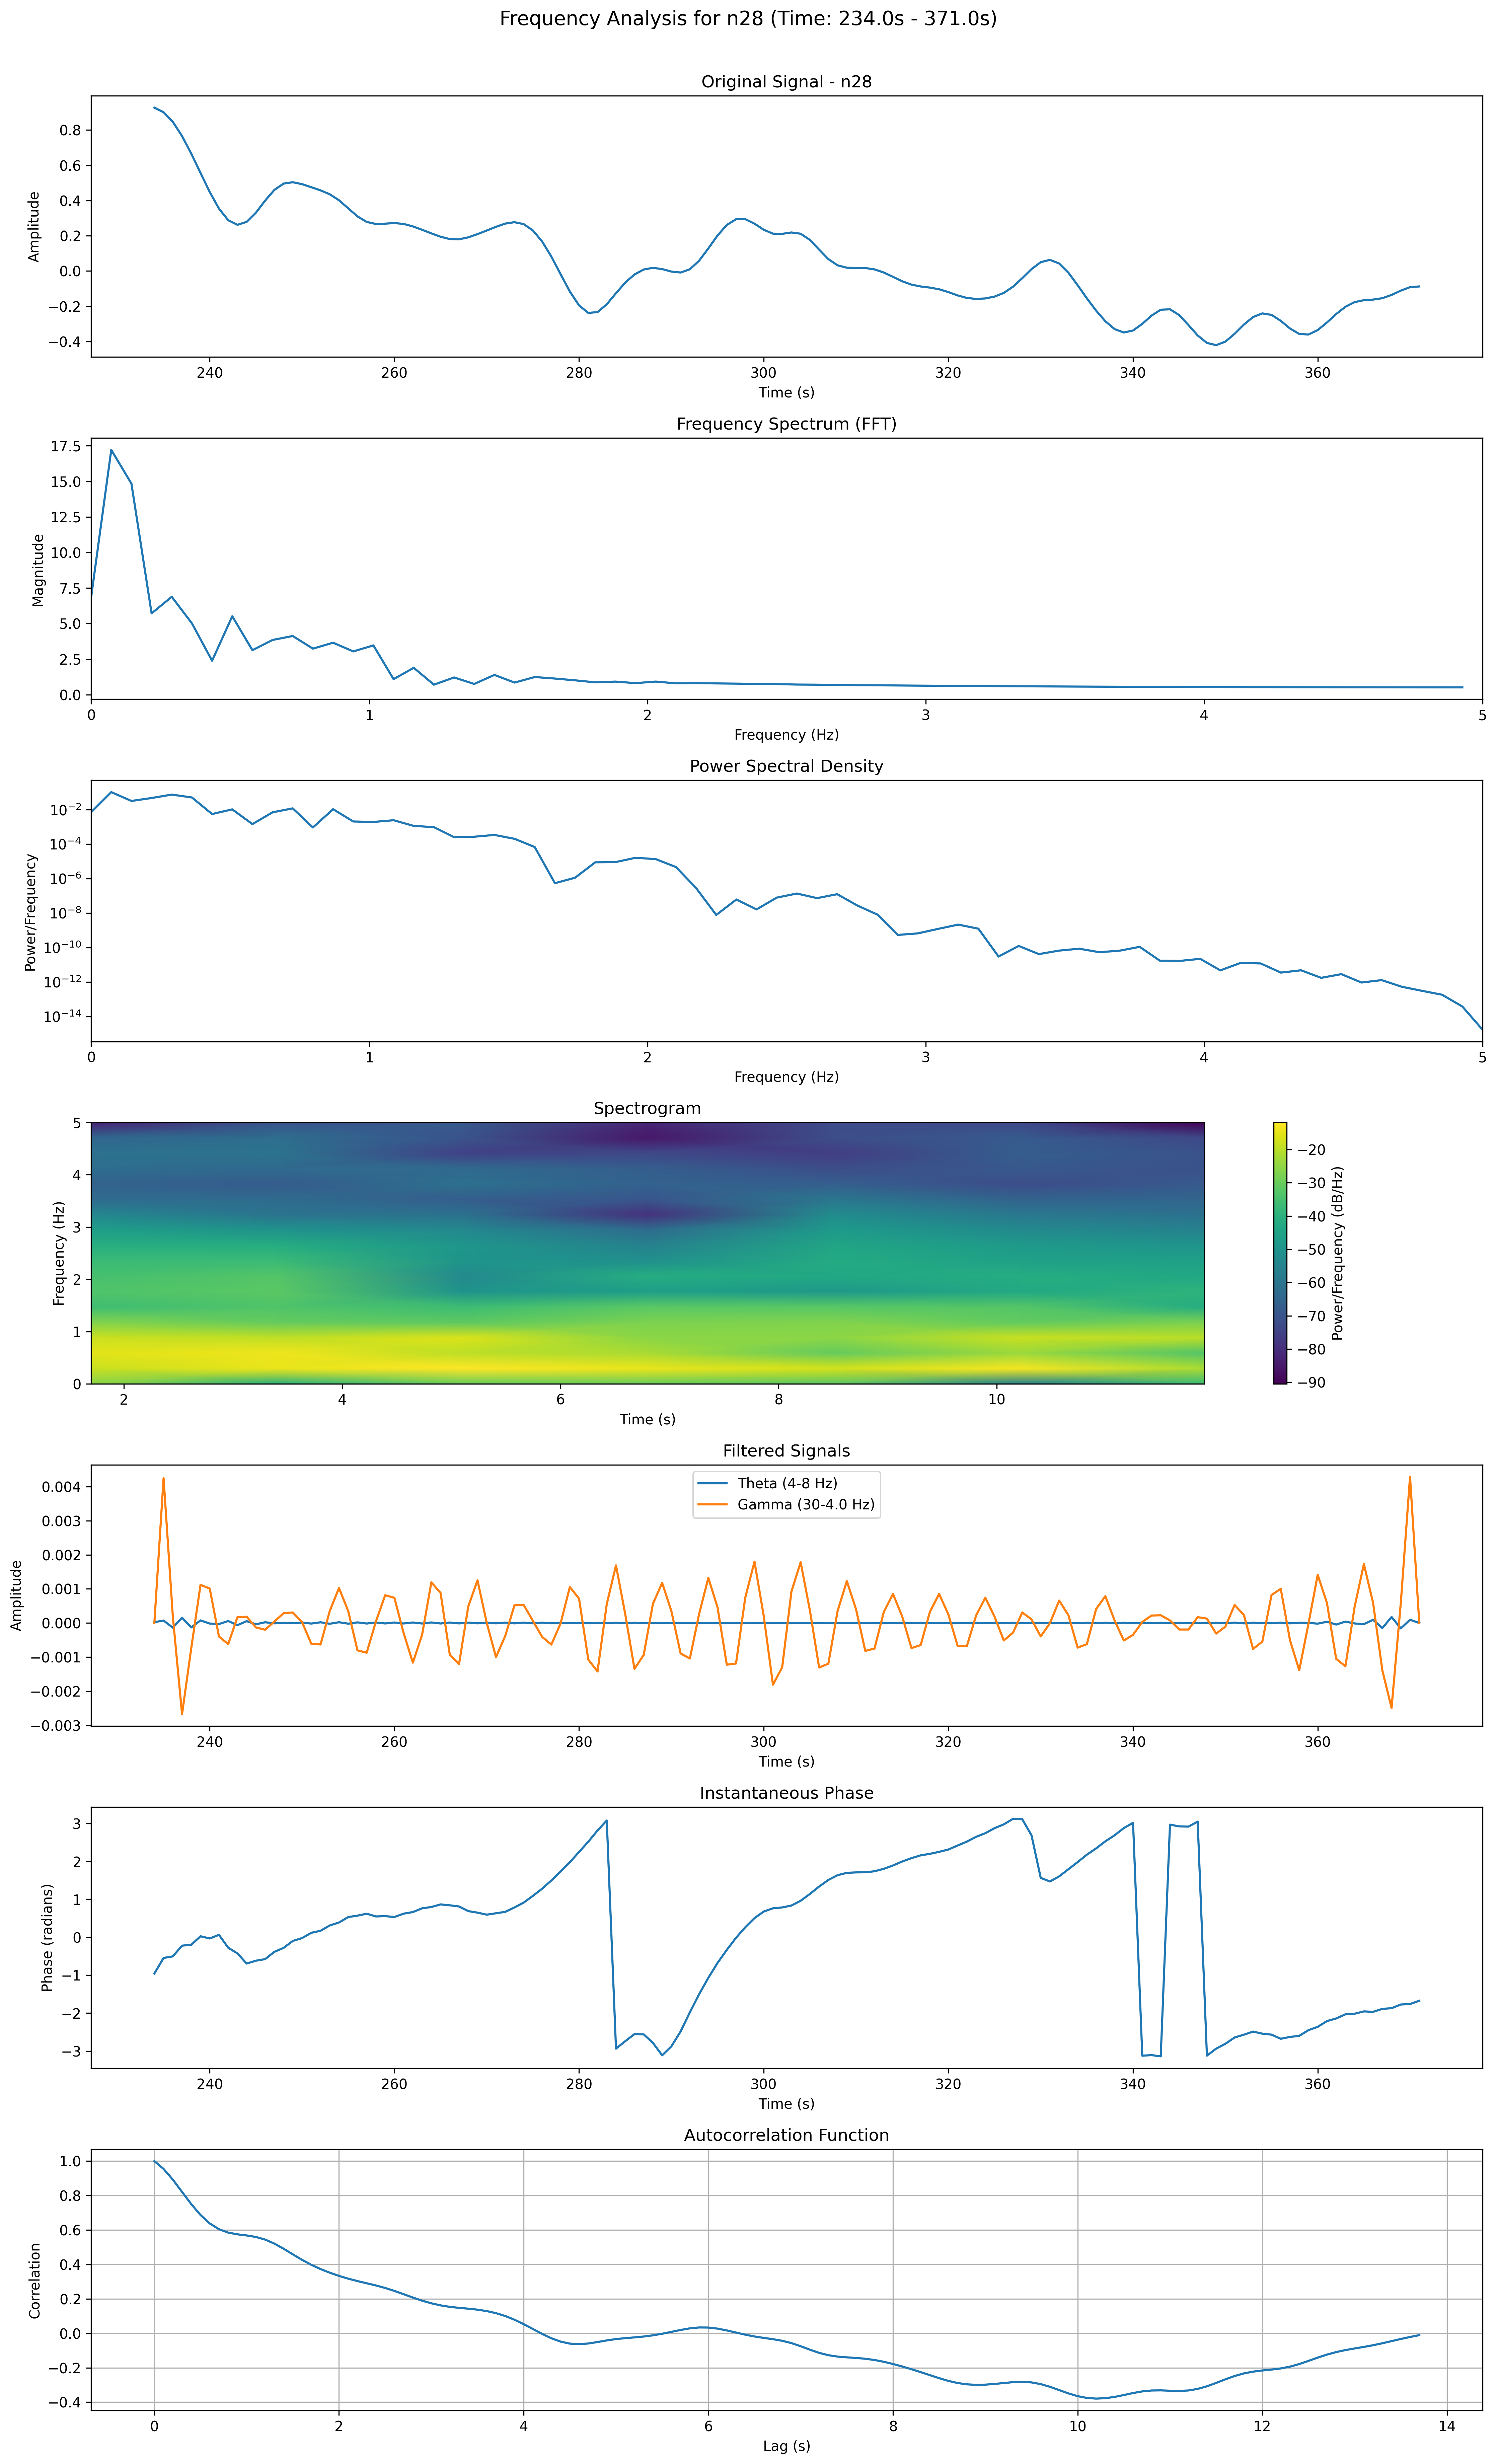 Frequency Analysis for n28 (Time: 234.0s - 371.0s)
Original Signal - n28
Amplitude
0.8
0.6
0.4
0.2
0.0
−0.2
−0.4
240 260 280 300 320 340 360
Time (s)
Frequency Spectrum (FFT)
Magnitude
17.5
15.0
12.5
10.0
7.5
5.0
2.5
0.0
0 1 2 3 4 5
Frequency (Hz)
Power Spectral Density
Power/Frequency
10⁻²
10⁻⁴
10⁻⁶
10⁻⁸
10⁻¹⁰
10⁻¹²
10⁻¹⁴
0 1 2 3 4 5
Frequency (Hz)
Spectrogram
Frequency (Hz)
5
4
3
2
1
0
2 4 6 8 10
Time (s)
−20
−30
−40
−50
−60
−70
−80
−90
Power/Frequency (dB/Hz)
Filtered Signals
Theta (4-8 Hz)
Gamma (30-4.0 Hz)
Amplitude
0.004
0.003
0.002
0.001
0.000
−0.001
−0.002
−0.003
240 260 280 300 320 340 360
Time (s)
Instantaneous Phase
Phase (radians)
3
2
1
0
−1
−2
−3
240 260 280 300 320 340 360
Time (s)
Autocorrelation Function
Correlation
1.0
0.8
0.6
0.4
0.2
0.0
−0.2
−0.4
0 2 4 6 8 10 12 14
Lag (s)